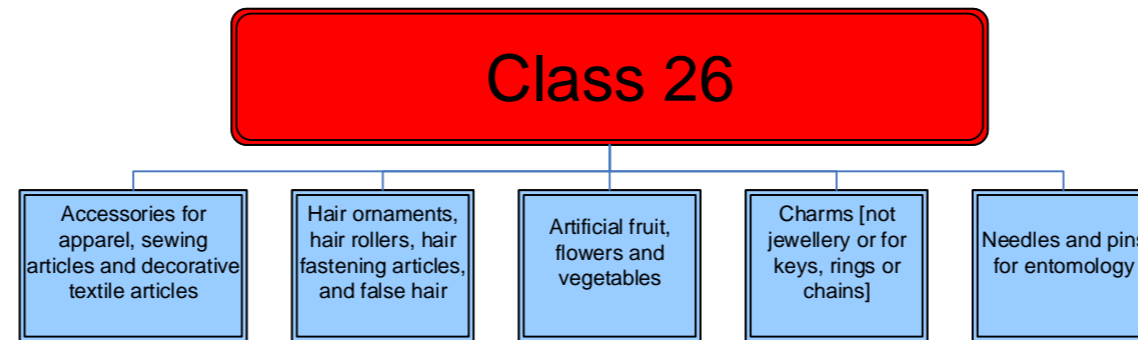 Class 26
Accessories for
apparel, sewing
articles and decorative
textile articles
Hair ornaments,
hair rollers, hair
fastening articles,
and false hair
Artificial fruit,
flowers and
vegetables
Charms [not
jewellery or for
keys, rings or
chains]
Needles and pins
for entomology